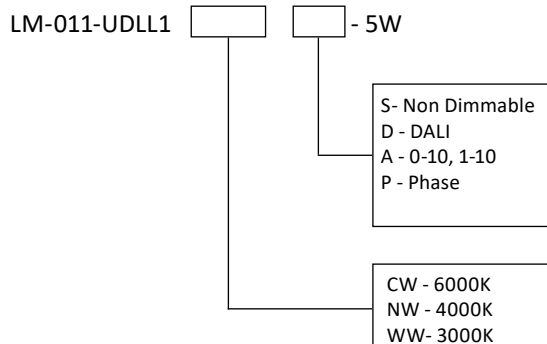 LM-011-UDLL1 - 5W
S- Non Dimmable
D - DALI
A - 0-10, 1-10
P - Phase
CW - 6000K
NW - 4000K
WW- 3000K